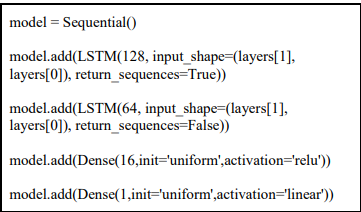 model = Sequential()
model.add(LSTM(128, input_shape=(layers[1],
layers[0]), return_sequences=True))
model.add(LSTM(64, input_shape=(layers[1],
layers[0]), return_sequences=False))
model.add(Dense(16,init='uniform',activation='relu'))
model.add(Dense(1,init='uniform',activation='linear'))